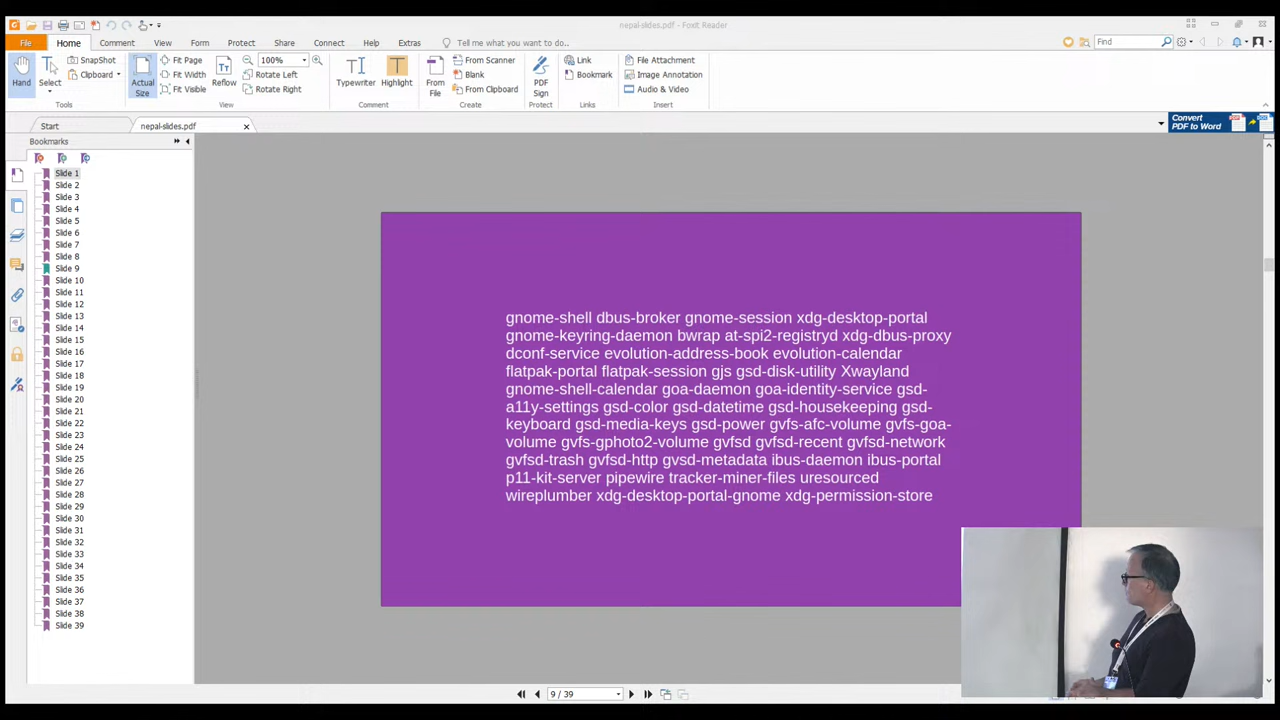 nepal-slides.pdf - Foxit Reader
File Home Comment View Form Protect Share Connect Help Extras Tell me what you want to do.. Find
Hand
Select
SnapShot
Clipboard
Tools
Actual
Size
Fit Page
Fit Width
Fit Visible
Reflow
100%
Rotate Left
Rotate Right
View
Typewriter
Highlight
Comment
From
File
From Scanner
Blank
From Clipboard
Create
PDF
Sign
Protect
Link
Bookmark
Links
File Attachment
Image Annotation
Audio & Video
Insert
Start
nepal-slides.pdf
Convert
PDF to Word
Bookmarks
Slide 1
Slide 2
Slide 3
Slide 4
Slide 5
Slide 6
Slide 7
Slide 8
Slide 9
Slide 10
Slide 11
Slide 12
Slide 13
Slide 14
Slide 15
Slide 16
Slide 17
Slide 18
Slide 19
Slide 20
Slide 21
Slide 22
Slide 23
Slide 24
Slide 25
Slide 26
Slide 27
Slide 28
Slide 29
Slide 30
Slide 31
Slide 32
Slide 33
Slide 34
Slide 35
Slide 36
Slide 37
Slide 38
Slide 39
gnome-shell dbus-broker gnome-session xdg-desktop-portal
gnome-keyring-daemon bwrap at-spi2-registryd xdg-dbus-proxy
dconf-service evolution-address-book evolution-calendar
flatpak-portal flatpak-session gjs gsd-disk-utility Xwayland
gnome-shell-calendar goa-daemon goa-identity-service gsd-
a11y-settings gsd-color gsd-datetime gsd-housekeeping gsd-
keyboard gsd-media-keys gsd-power gvfs-afc-volume gvfs-goa-
volume gvfs-gphoto2-volume gvfsd gvfsd-recent gvfsd-network
gvfsd-trash gvfsd-http gvsd-metadata ibus-daemon ibus-portal
p11-kit-server pipewire tracker-miner-files uresourced
wireplumber xdg-desktop-portal-gnome xdg-permission-store
9 / 39